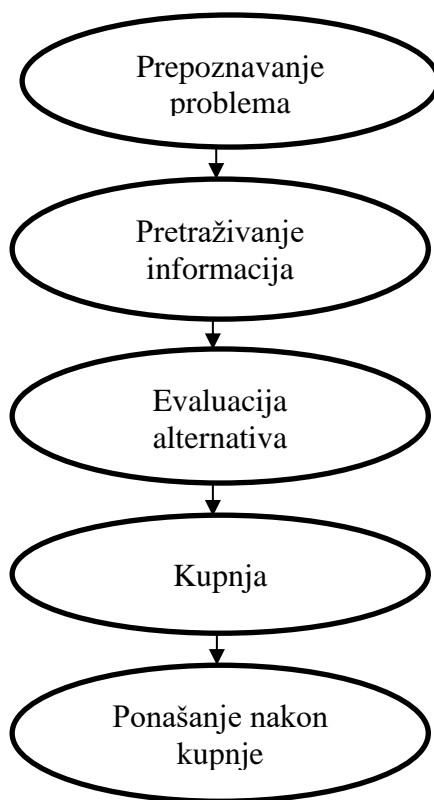 Prepoznavanje
problema
Pretraživanje
informacija
Evaluacija
alternativa
Kupnja
Ponašanje nakon
kupnje